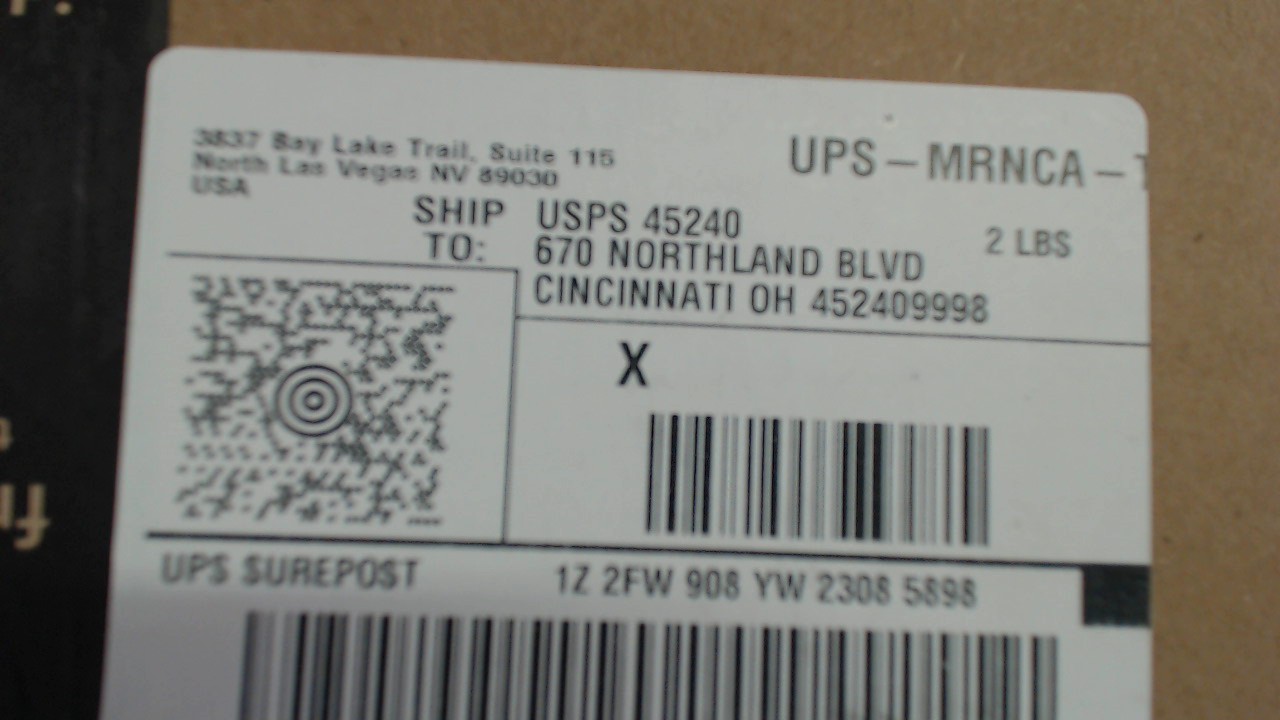 3837 Bay Lake Trail, Suite 115
North Las Vegas NV 89030
USA
UPS – MRNCA –
SHIP TO: USPS 45240
670 NORTHLAND BLVD
CINCINNATI OH 452409998
2 LBS
X
UPS SUREPOST
1Z 2FW 908 YW 2308 5898